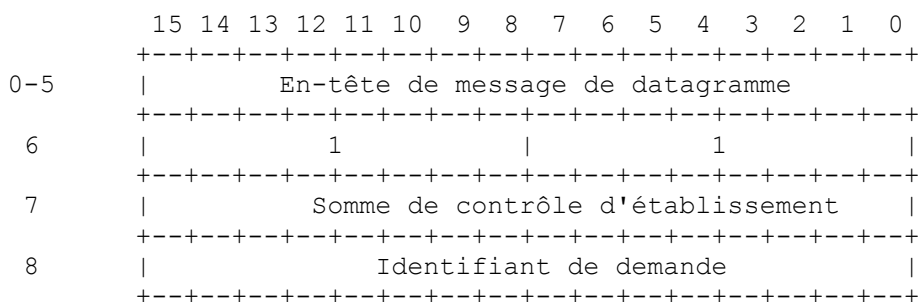 15 14 13 12 11 10 9 8 7 6 5 4 3 2 1 0
+--+--+--+--+--+--+--+--+--+--+--+--+--+--+--+--+
0-5 | En-tête de message de datagramme
+--+--+--+--+--+--+--+--+--+--+--+--+--+--+--+--+
6 | 1 | 1 |
+--+--+--+--+--+--+--+--+--+--+--+--+--+--+--+--+
7 | Somme de contrôle d'établissement |
+--+--+--+--+--+--+--+--+--+--+--+--+--+--+--+--+
8 | Identifiant de demande |
+--+--+--+--+--+--+--+--+--+--+--+--+--+--+--+--+